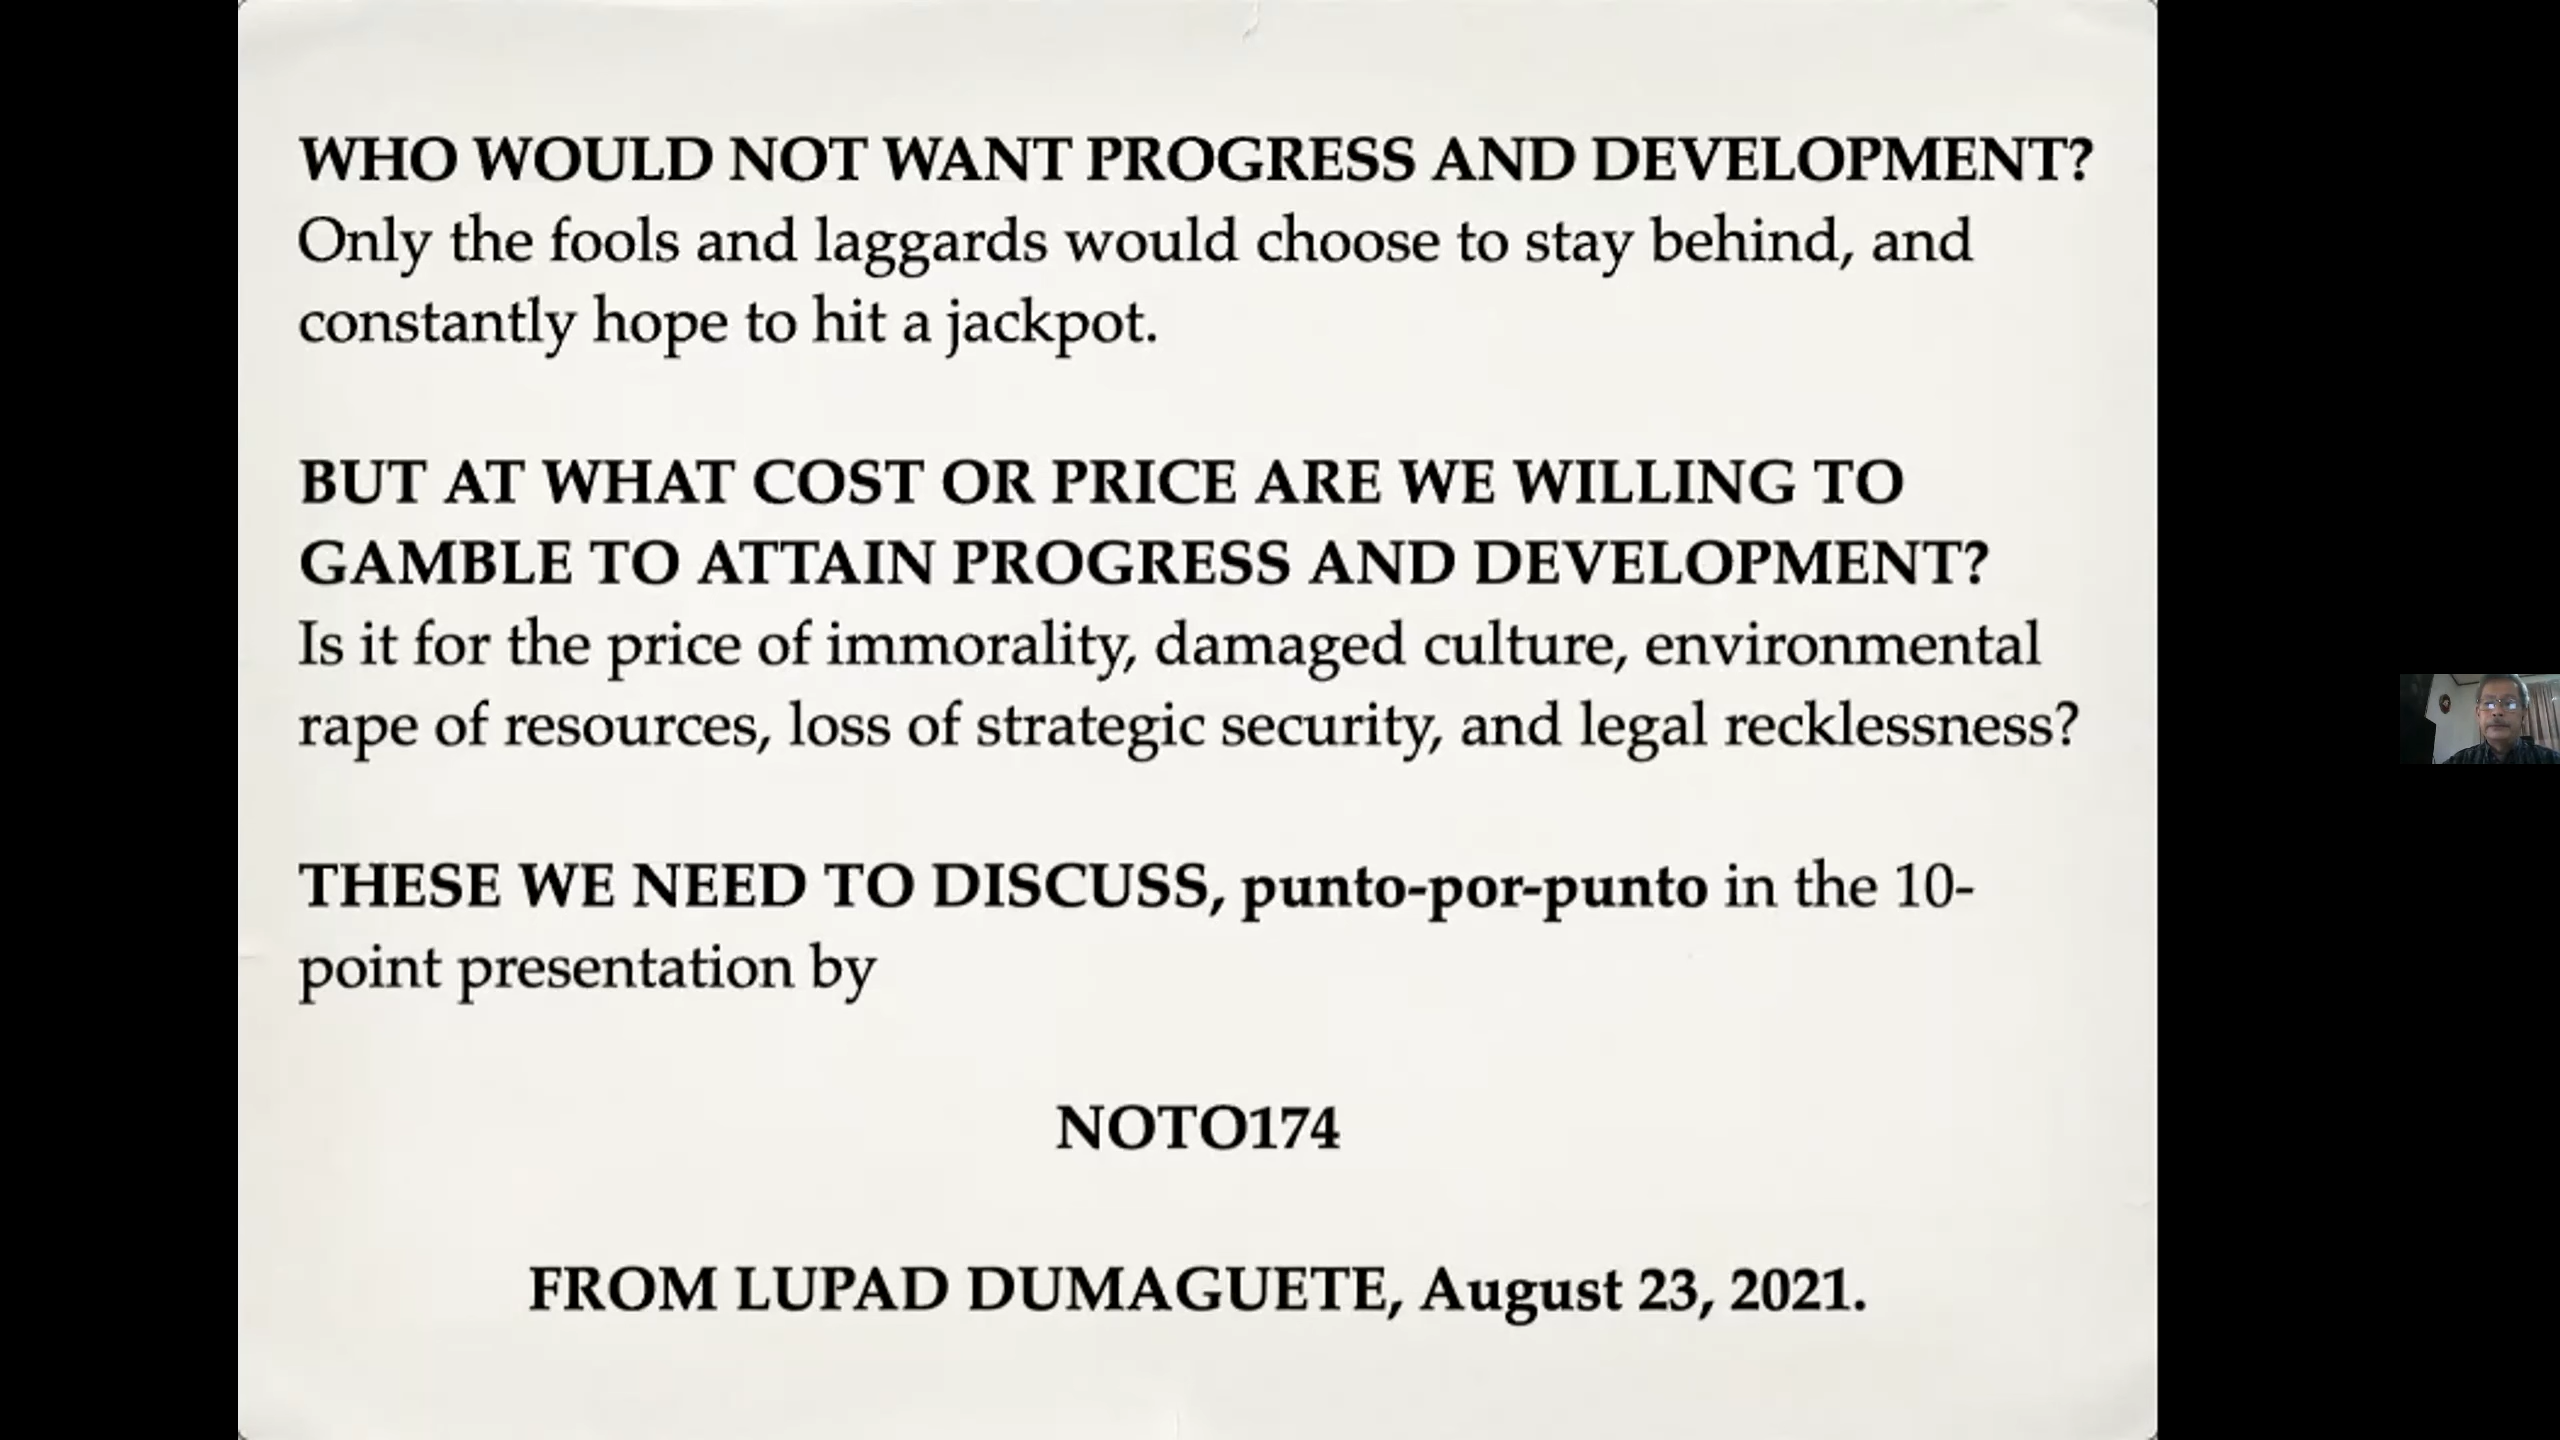 WHO WOULD NOT WANT PROGRESS AND DEVELOPMENT?
Only the fools and laggards would choose to stay behind, and
constantly hope to hit a jackpot.
BUT AT WHAT COST OR PRICE ARE WE WILLING TO
GAMBLE TO ATTAIN PROGRESS AND DEVELOPMENT?
Is it for the price of immorality, damaged culture, environmental
rape of resources, loss of strategic security, and legal recklessness?
THESE WE NEED TO DISCUSS, punto-por-punto in the 10-
point presentation by
NOTO174
FROM LUPAD DUMAGUETE, August 23, 2021.